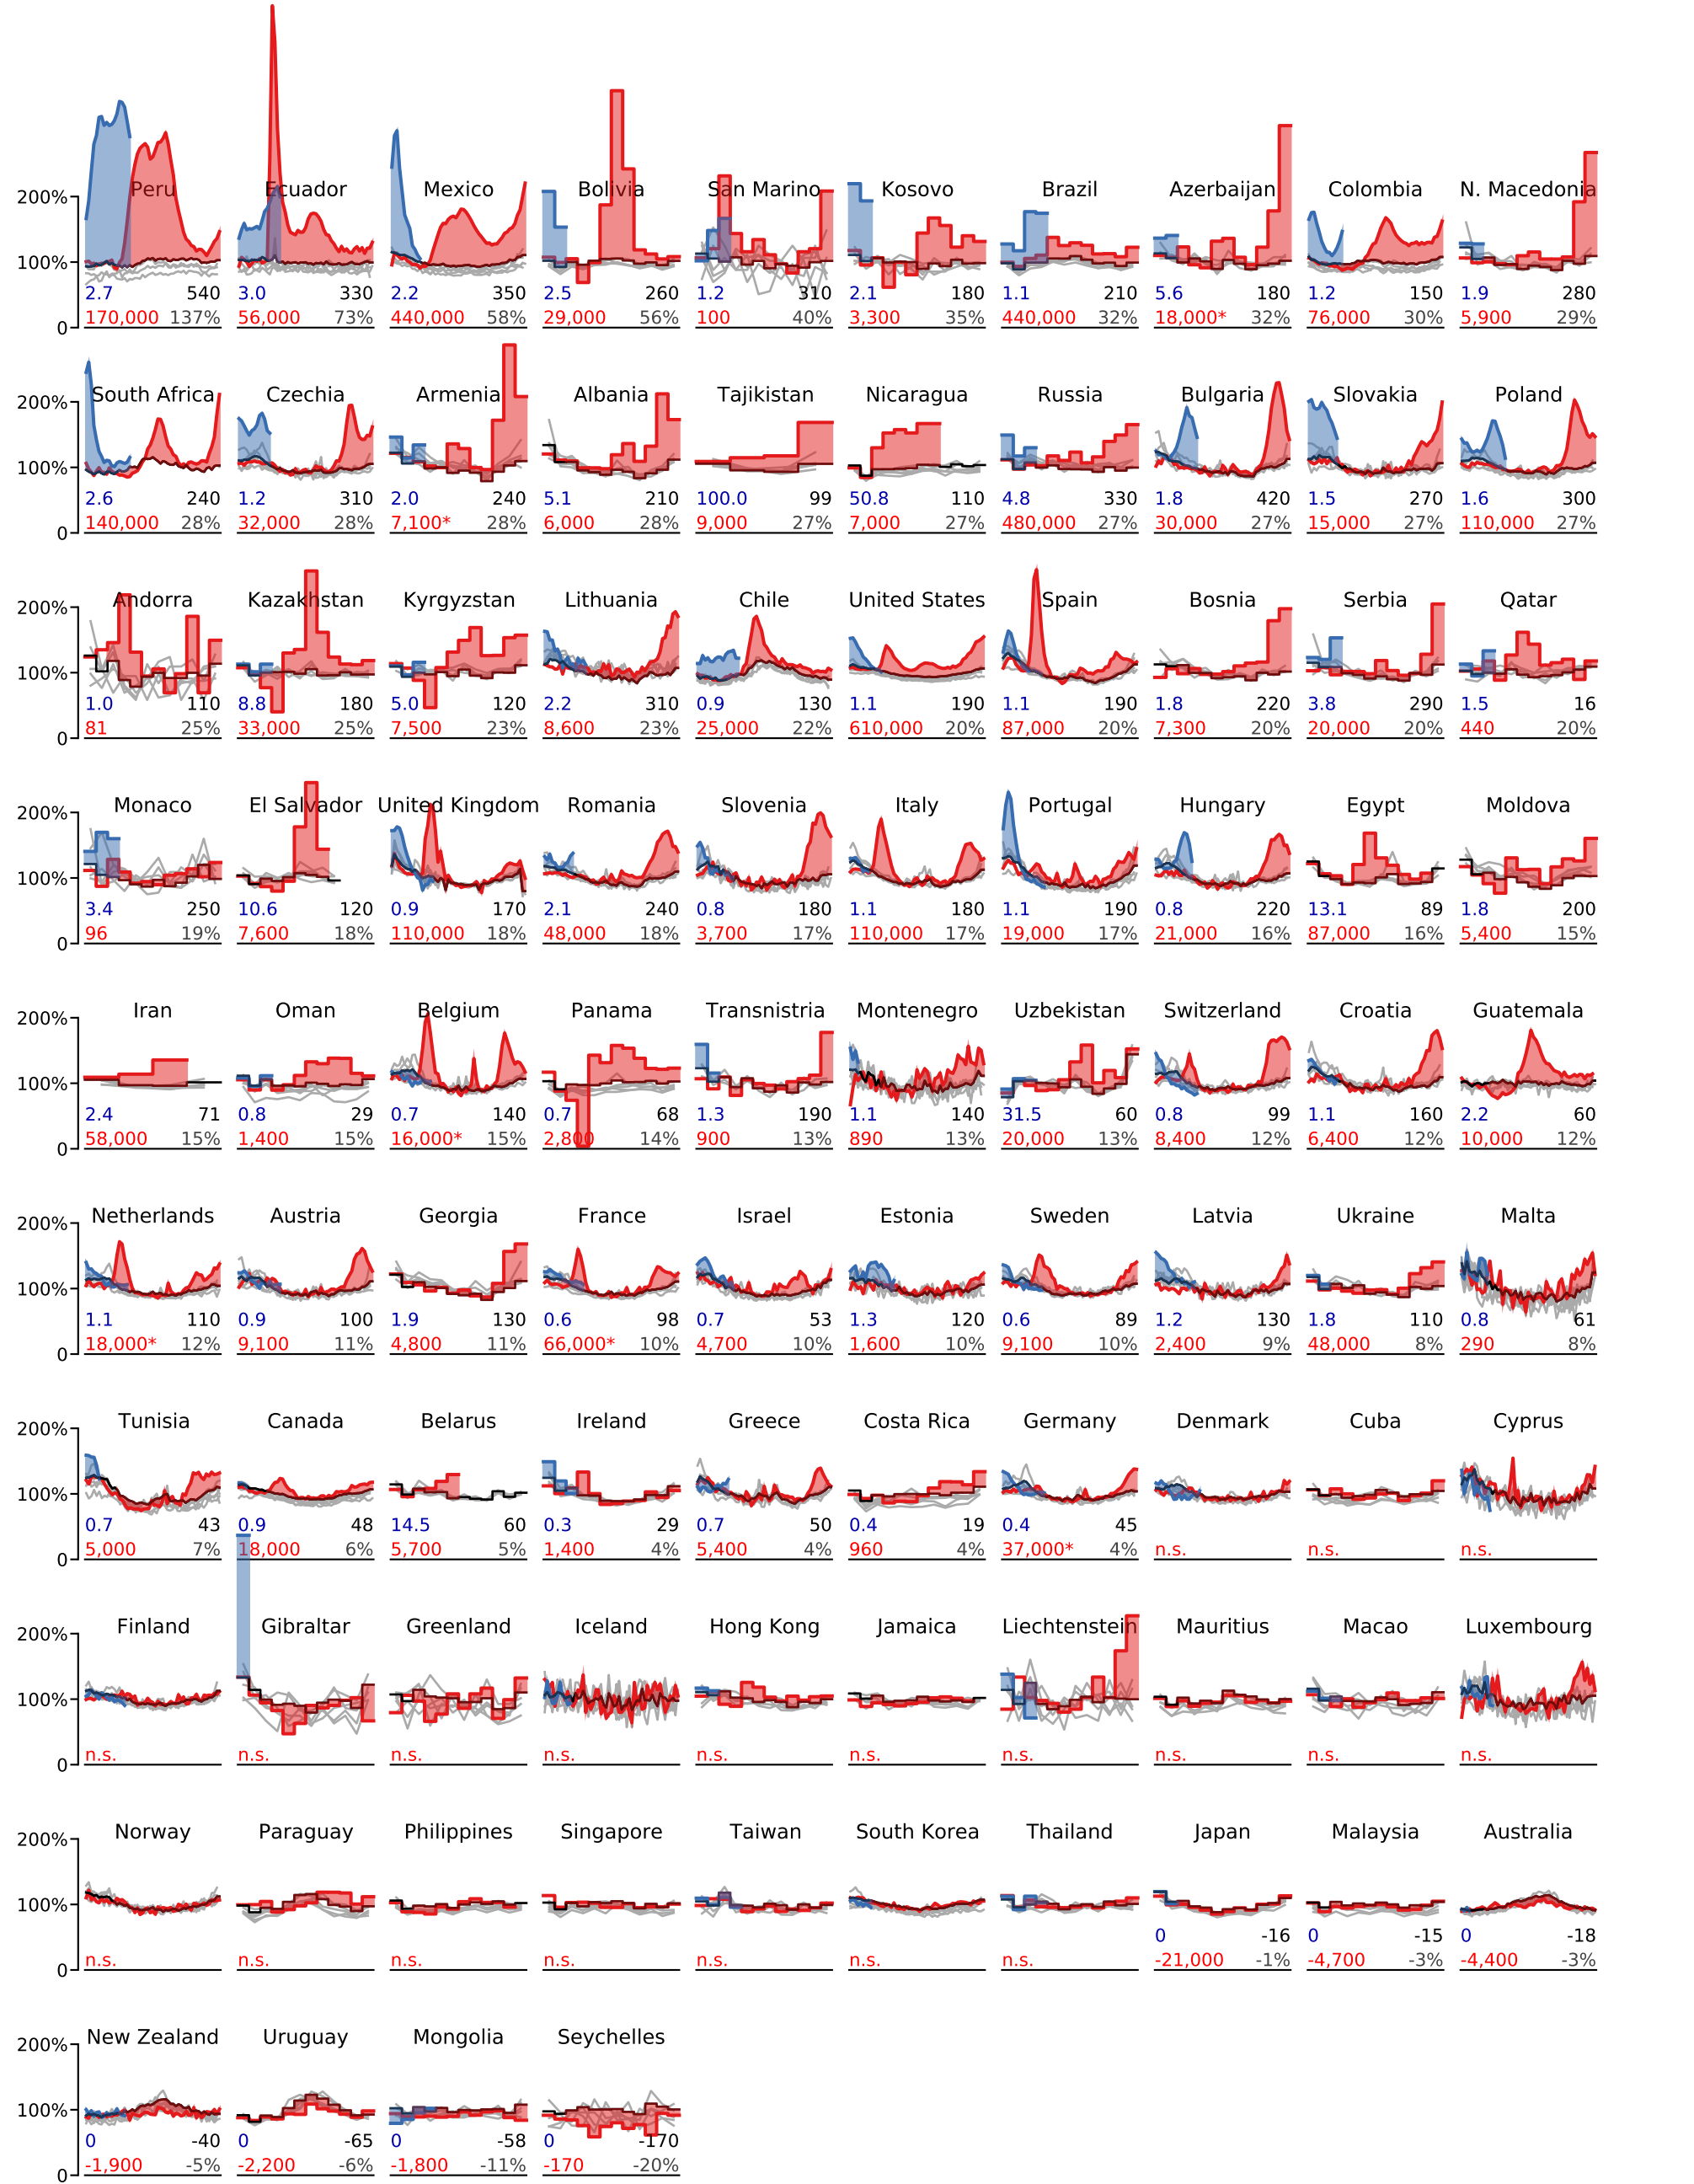 Peru Ecuador Mexico Bolivia San Marino Kosovo Brazil Azerbaijan Colombia N. Macedonia
200%
100%
2.7 540 3.0 330 2.2 350 2.5 260 1.2 310 2.1 180 1.1 210 5.6 180 1.2 150 1.9 280
0 170,000 137% 56,000 73% 440,000 58% 29,000 56% 100 40% 3,300 35% 440,000 32% 18,000* 32% 76,000 30% 5,900 29%
South Africa Czechia Armenia Albania Tajikistan Nicaragua Russia Bulgaria Slovakia Poland
200%
100%
2.6 240 1.2 310 2.0 240 5.1 210 100.0 99 50.8 110 4.8 330 1.8 420 1.5 270 1.6 300
0 140,000 28% 32,000 28% 7,100* 28% 6,000 28% 9,000 27% 7,000 27% 480,000 27% 30,000 27% 15,000 27% 110,000 27%
Andorra Kazakhstan Kyrgyzstan Lithuania Chile United States Spain Bosnia Serbia Qatar
200%
100%
1.0 110 8.8 180 5.0 120 2.2 310 0.9 130 1.1 190 1.1 190 1.8 220 3.8 290 1.5 16
0 81 25% 33,000 25% 7,500 23% 8,600 23% 25,000 22% 610,000 20% 87,000 20% 7,300 20% 20,000 20% 440 20%
Monaco El Salvador United Kingdom Romania Slovenia Italy Portugal Hungary Egypt Moldova
200%
100%
3.4 250 10.6 120 0.9 170 2.1 240 0.8 180 1.1 180 1.1 190 0.8 220 13.1 89 1.8 200
0 96 19% 7,600 18% 110,000 18% 48,000 18% 3,700 17% 110,000 17% 19,000 17% 21,000 16% 87,000 16% 5,400 15%
Iran Oman Belgium Panama Transnistria Montenegro Uzbekistan Switzerland Croatia Guatemala
200%
100%
2.4 71 0.8 29 0.7 140 0.7 68 1.3 190 1.1 140 31.5 60 0.8 99 1.1 160 2.2 60
0 58,000 15% 1,400 15% 16,000* 15% 2,800 14% 900 13% 890 13% 20,000 13% 8,400 12% 6,400 12% 10,000 12%
Netherlands Austria Georgia France Israel Estonia Sweden Latvia Ukraine Malta
200%
100%
1.1 110 0.9 100 1.9 130 0.6 98 0.7 53 1.3 120 0.6 89 1.2 130 1.8 110 0.8 61
0 18,000* 12% 9,100 11% 4,800 11% 66,000* 10% 4,700 10% 1,600 10% 9,100 10% 2,400 9% 48,000 8% 290 8%
Tunisia Canada Belarus Ireland Greece Costa Rica Germany Denmark Cuba Cyprus
200%
100%
0.7 43 0.9 48 14.5 60 0.3 29 0.7 50 0.4 19 0.4 45
0 5,000 7% 18,000 6% 5,700 5% 1,400 4% 5,400 4% 960 4% 37,000* 4% n.s. n.s. n.s.
Finland Gibraltar Greenland Iceland Hong Kong Jamaica Liechtenstein Mauritius Macao Luxembourg
200%
100%
0 n.s. n.s. n.s. n.s. n.s. n.s. n.s. n.s. n.s. n.s.
Norway Paraguay Philippines Singapore Taiwan South Korea Thailand Japan Malaysia Australia
200%
100%
0 -16 0 -15 0 -18
0 n.s. n.s. n.s. n.s. n.s. n.s. n.s. -21,000 -1% -4,700 -3% -4,400 -3%
New Zealand Uruguay Mongolia Seychelles
200%
100%
0 -40 0 -65 0 -58 0 -170
0 -1,900 -5% -2,200 -6% -1,800 -11% -170 -20%